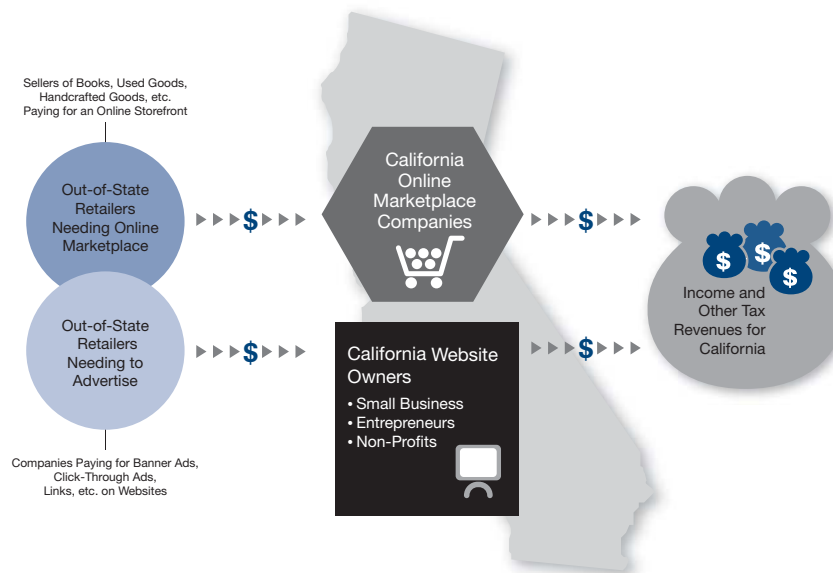 Sellers of Books, Used Goods,
Handcrafted Goods, etc.
Paying for an Online Storefront
Out-of-State
Retailers
Needing Online
Marketplace
$
California
Online
Marketplace
Companies
$
$
$
$
Income and
Other Tax
Revenues for
California
Out-of-State
Retailers
Needing to
Advertise
$
California Website
Owners
• Small Business
• Entrepreneurs
• Non-Profits
$
Companies Paying for Banner Ads,
Click-Through Ads,
Links, etc. on Websites